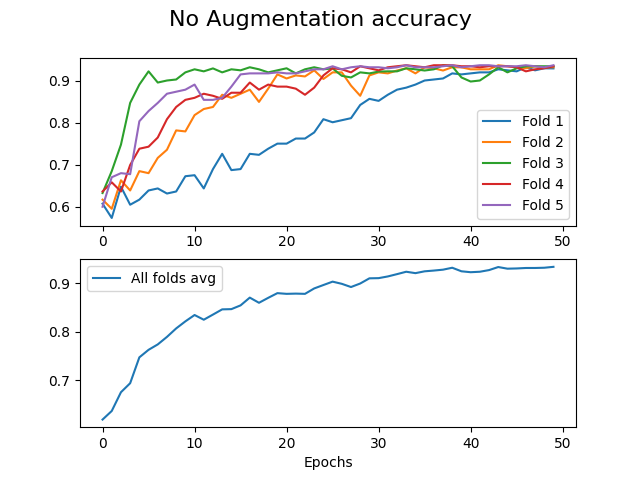 No Augmentation accuracy
0.9
0.8
0.7
0.6
Fold 1
Fold 2
Fold 3
Fold 4
Fold 5
0 10 20 30 40 50
0.9
0.8
0.7
All folds avg
0 10 20 30 40 50
Epochs